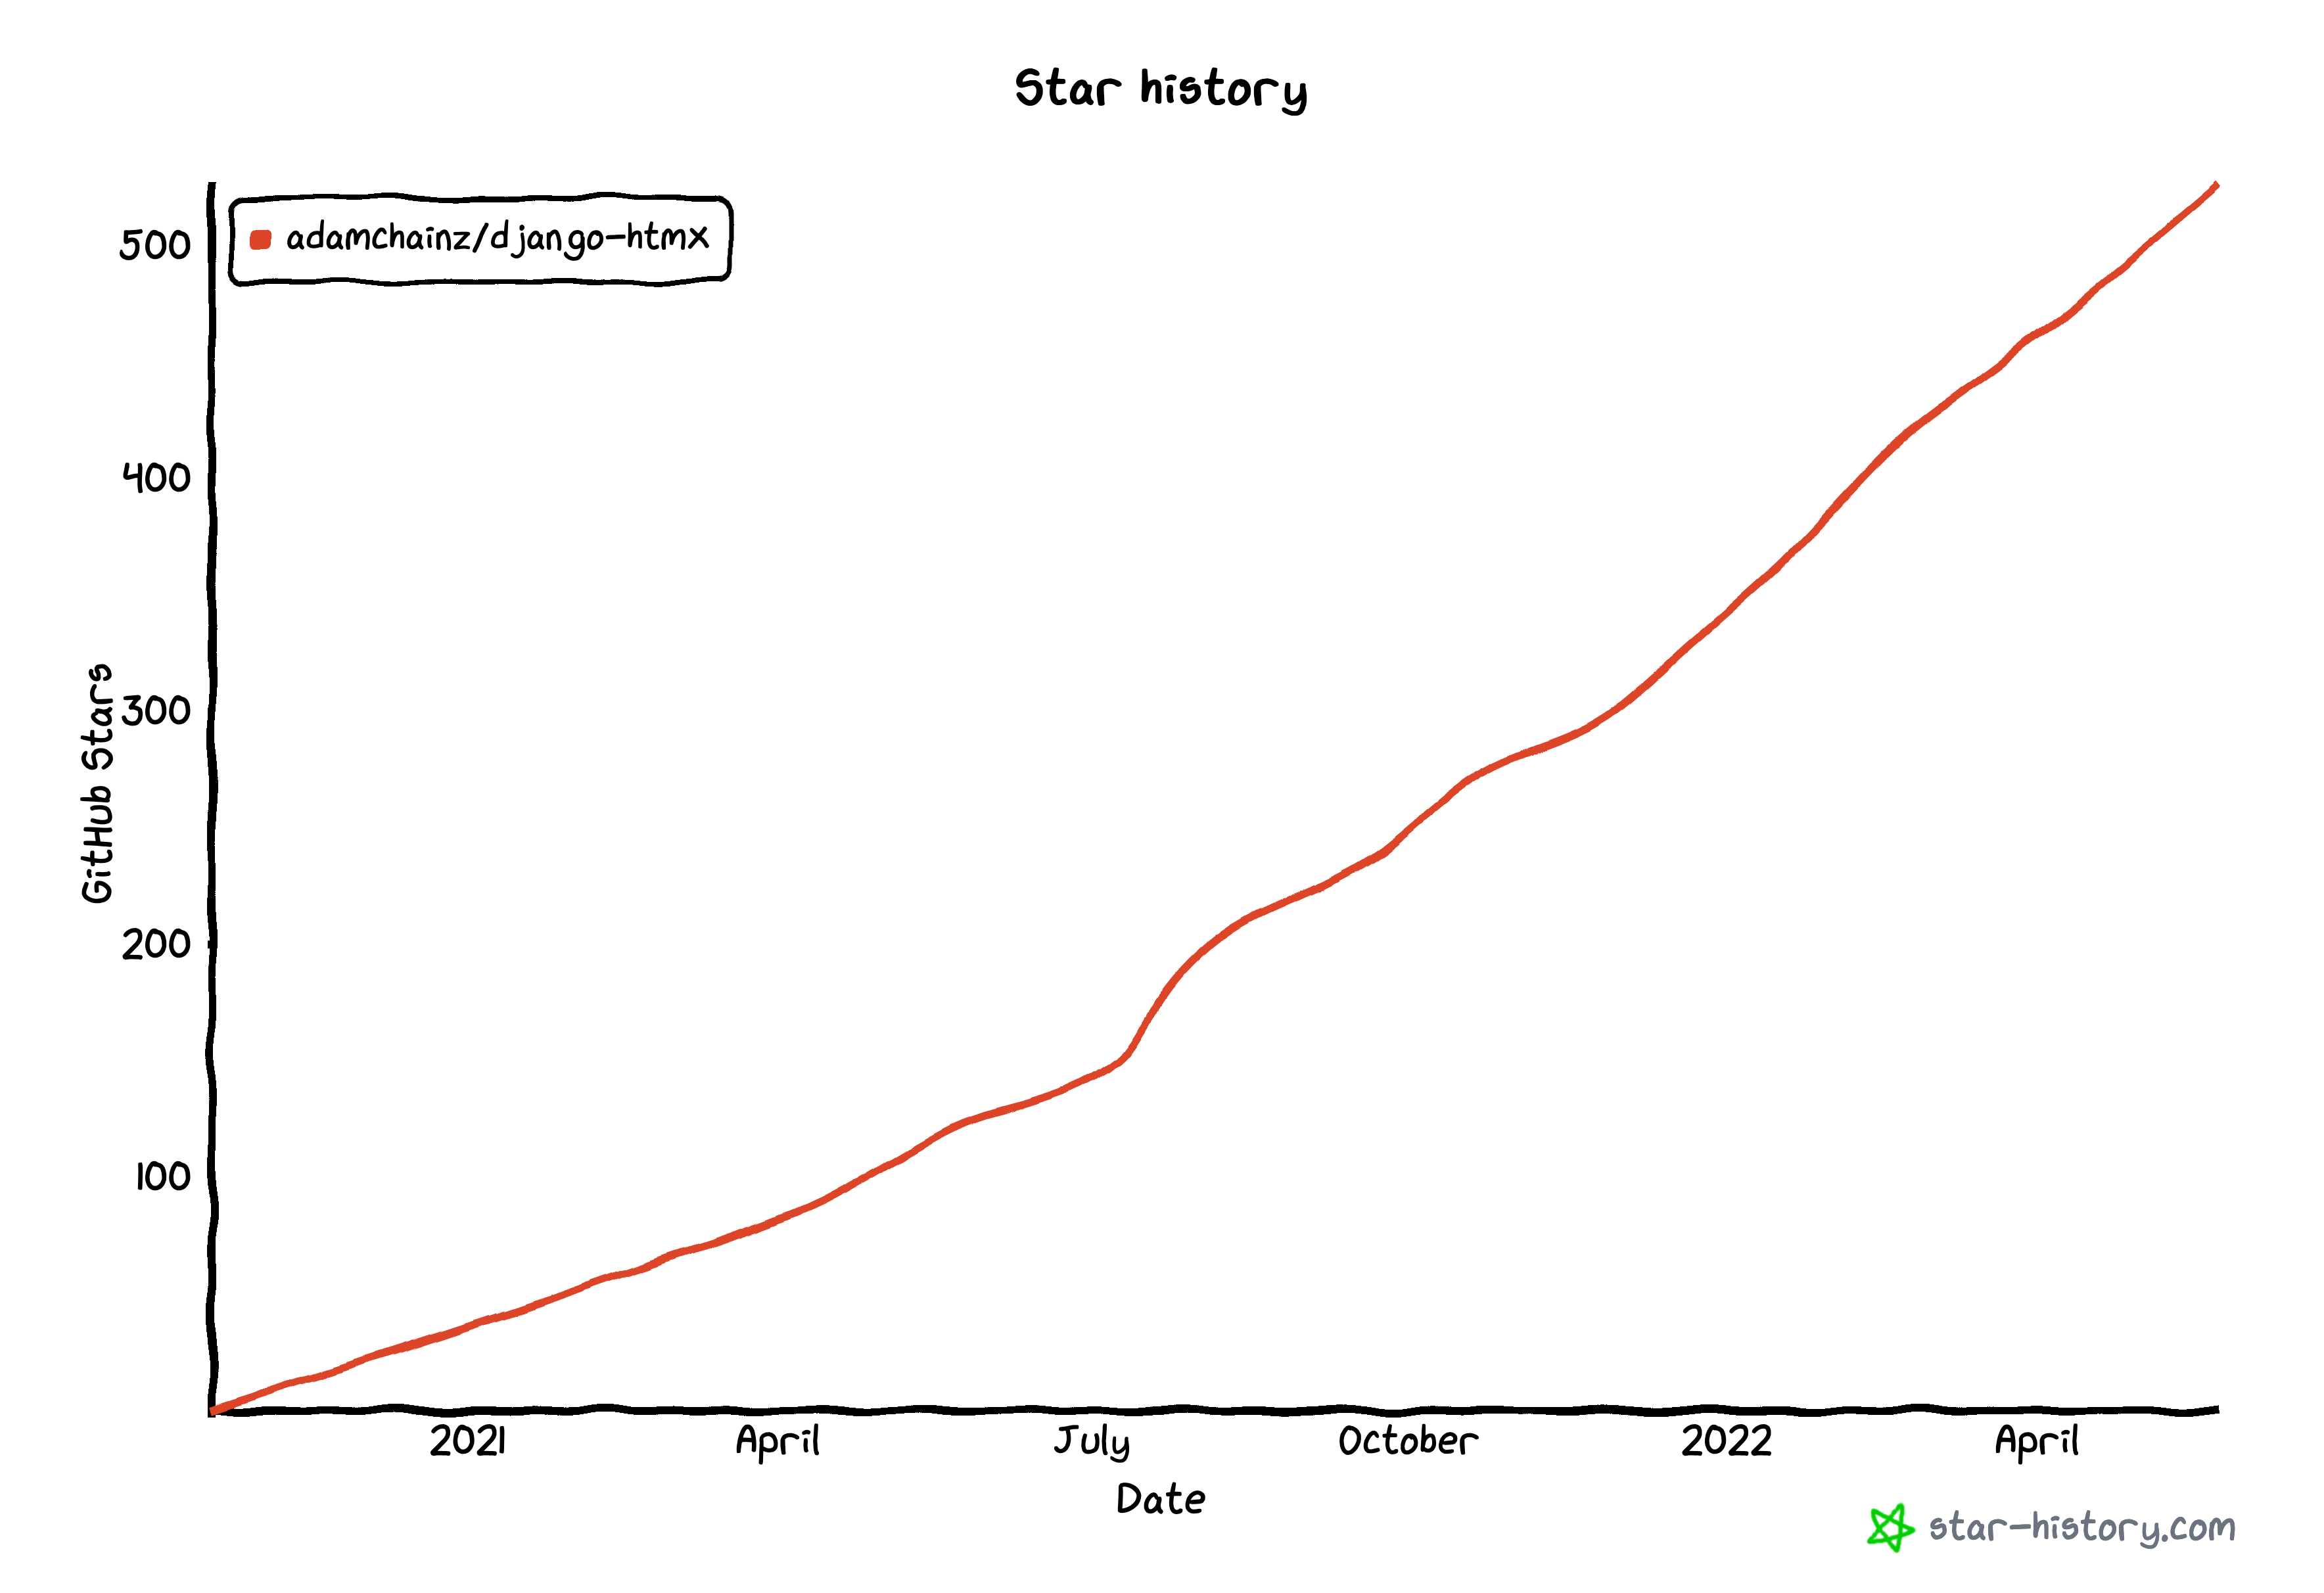 Star history
adamchainz/django-htmx
500
400
300
200
100
GitHub Stars
2021 April July October 2022 April
Date
star-history.com